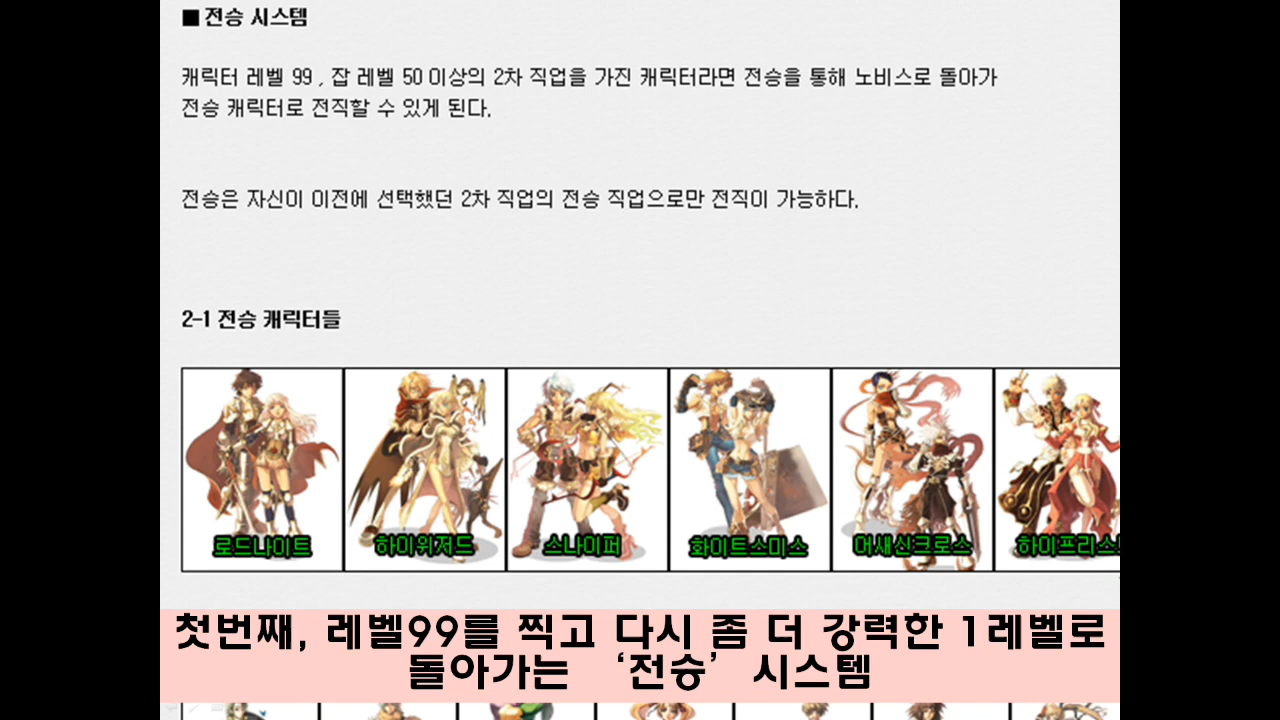 ■ 전승 시스템
캐릭터 레벨 99 , 잡 레벨 50 이상의 2차 직업을 가진 캐릭터라면 전승을 통해 노비스로 돌아가
전승 캐릭터로 전직할 수 있게 된다.
전승은 자신이 이전에 선택했던 2차 직업의 전승 직업으로만 전직이 가능하다.
2-1 전승 캐릭터들
로드나이트 하이위저드 스나이퍼 화이트스미스 어새신크로스 하이프리스
첫번째, 레벨99를 찍고 다시 좀 더 강력한 1레벨로
돌아가는 ‘전승’ 시스템